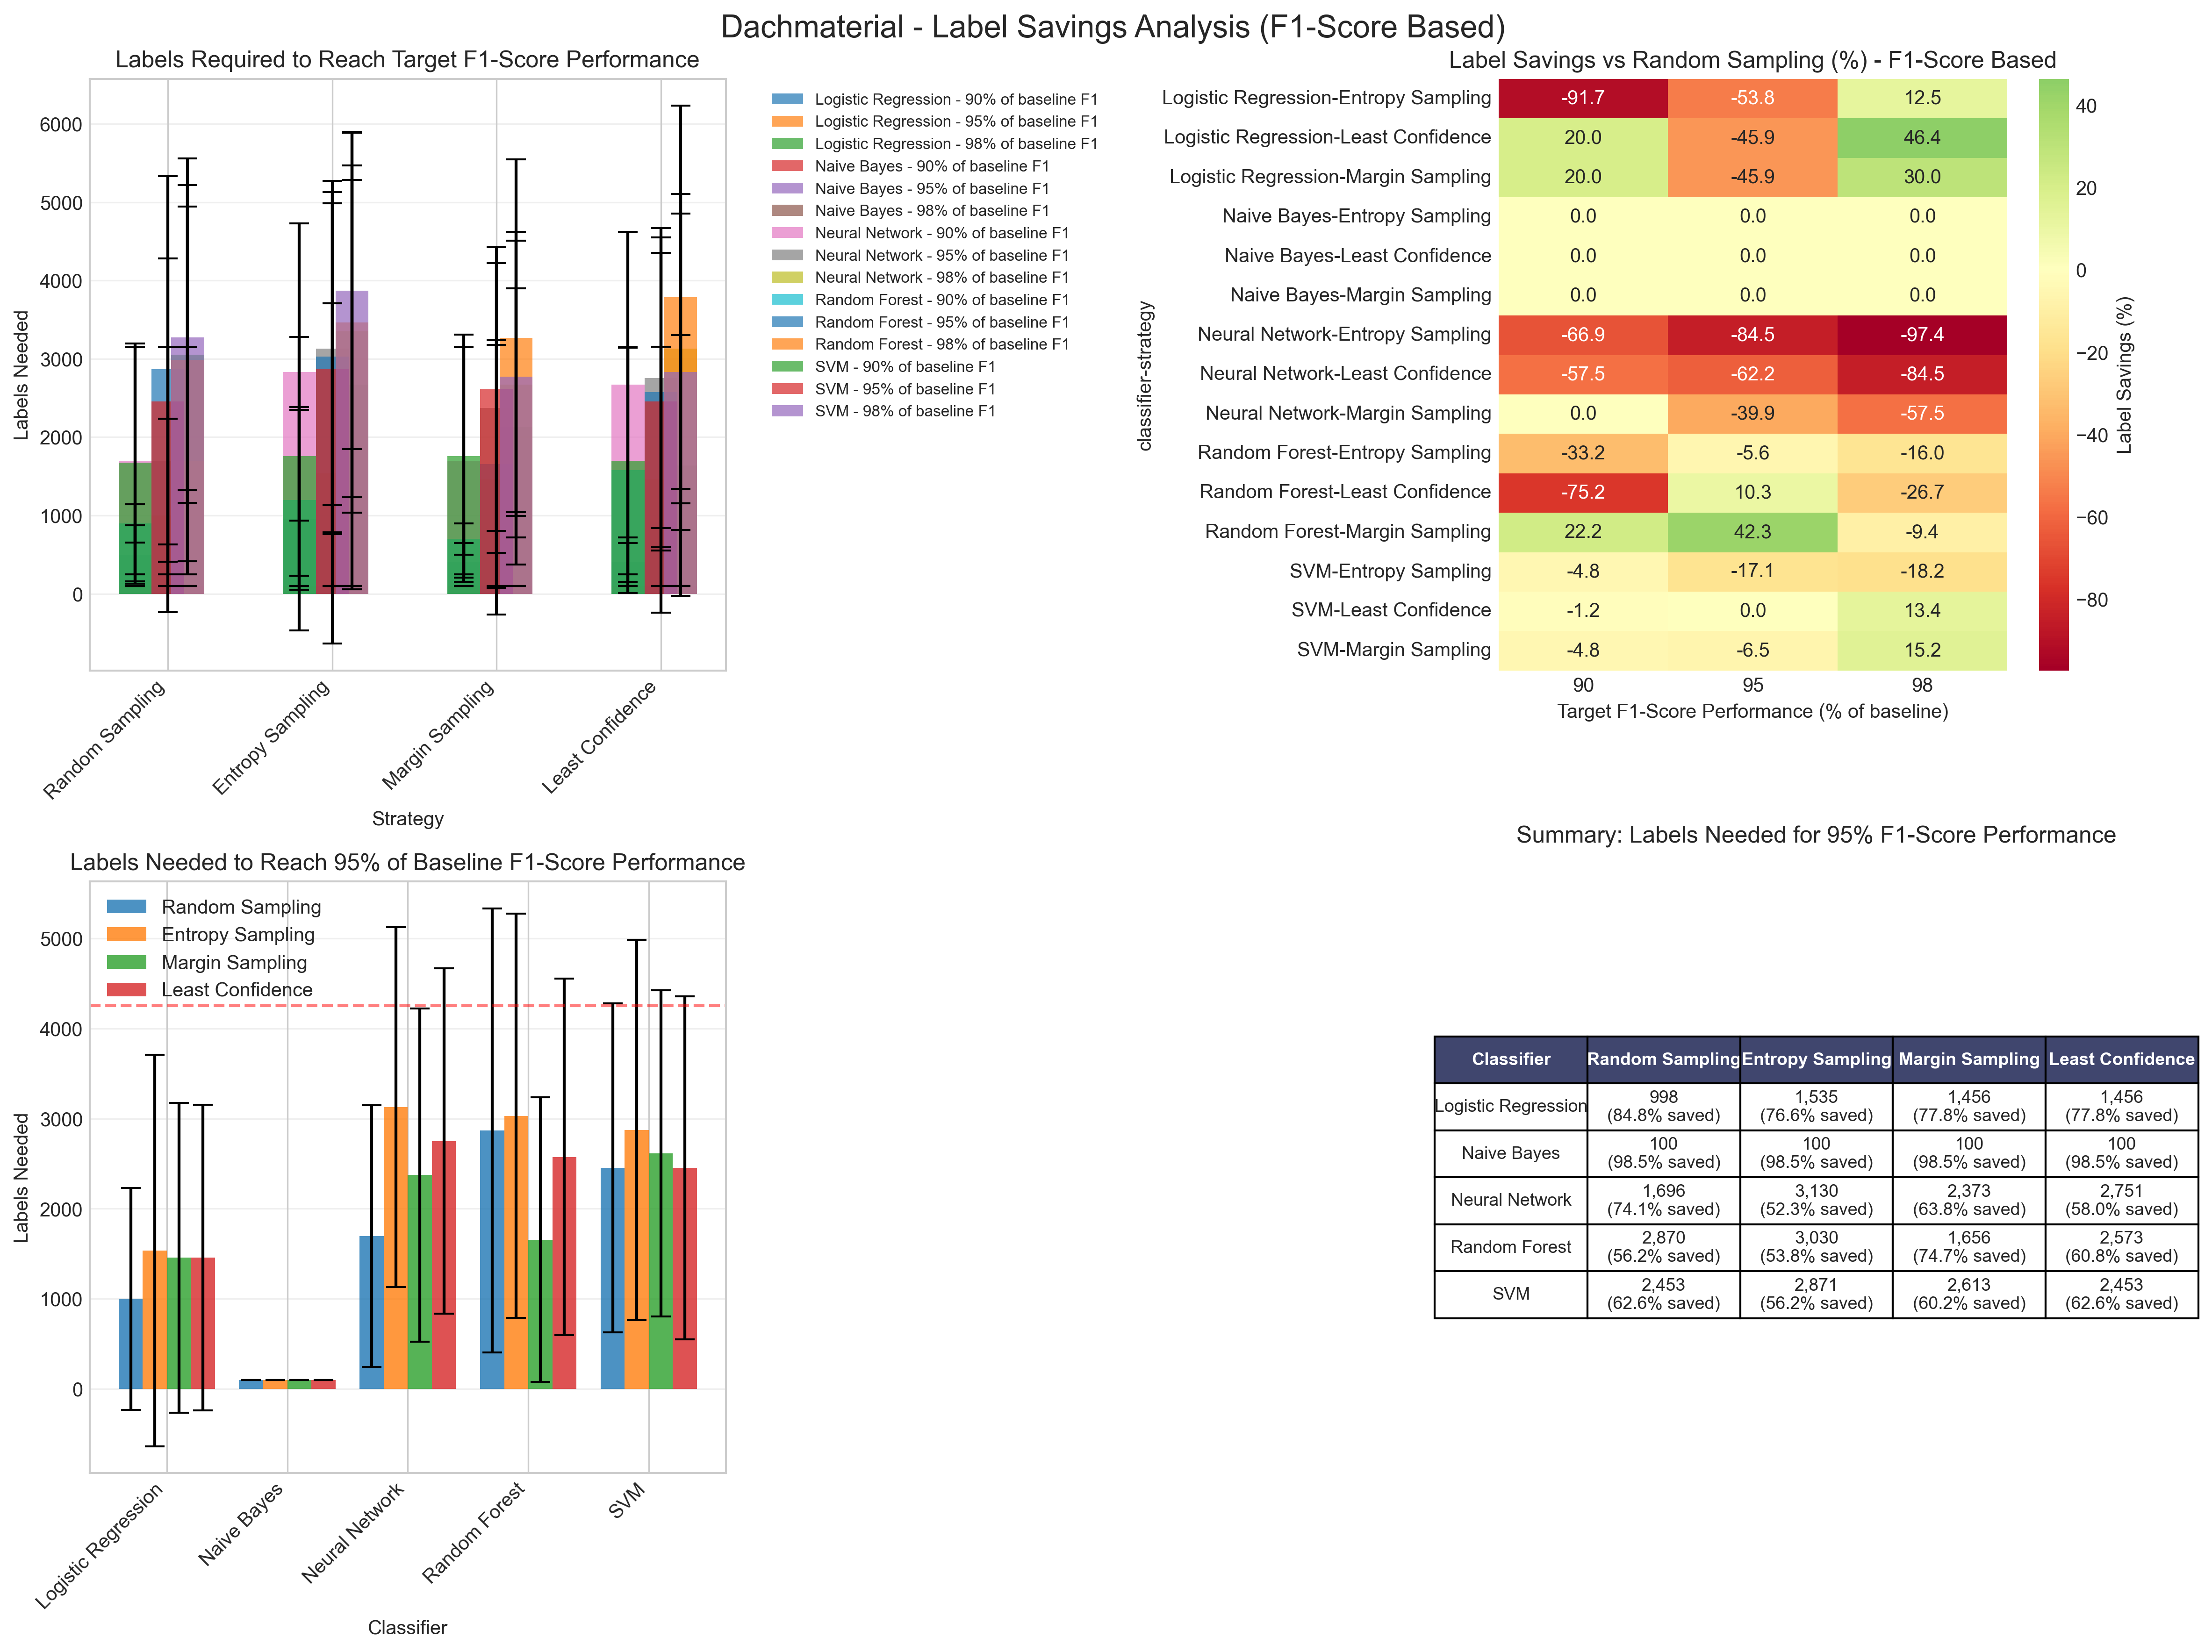 Dachmaterial - Label Savings Analysis (F1-Score Based)
Labels Required to Reach Target F1-Score Performance
Labels Needed
6000
5000
4000
3000
2000
1000
0
Random Sampling
Entropy Sampling
Margin Sampling
Least Confidence
Strategy
Logistic Regression - 90% of baseline F1
Logistic Regression - 95% of baseline F1
Logistic Regression - 98% of baseline F1
Naive Bayes - 90% of baseline F1
Naive Bayes - 95% of baseline F1
Naive Bayes - 98% of baseline F1
Neural Network - 90% of baseline F1
Neural Network - 95% of baseline F1
Neural Network - 98% of baseline F1
Random Forest - 90% of baseline F1
Random Forest - 95% of baseline F1
Random Forest - 98% of baseline F1
SVM - 90% of baseline F1
SVM - 95% of baseline F1
SVM - 98% of baseline F1
Label Savings vs Random Sampling (%) - F1-Score Based
classifier-strategy
Logistic Regression-Entropy Sampling -91.7 -53.8 12.5
Logistic Regression-Least Confidence 20.0 -45.9 46.4
Logistic Regression-Margin Sampling 20.0 -45.9 30.0
Naive Bayes-Entropy Sampling 0.0 0.0 0.0
Naive Bayes-Least Confidence 0.0 0.0 0.0
Naive Bayes-Margin Sampling 0.0 0.0 0.0
Neural Network-Entropy Sampling -66.9 -84.5 -97.4
Neural Network-Least Confidence -57.5 -62.2 -84.5
Neural Network-Margin Sampling 0.0 -39.9 -57.5
Random Forest-Entropy Sampling -33.2 -5.6 -16.0
Random Forest-Least Confidence -75.2 10.3 -26.7
Random Forest-Margin Sampling 22.2 42.3 -9.4
SVM-Entropy Sampling -4.8 -17.1 -18.2
SVM-Least Confidence -1.2 0.0 13.4
SVM-Margin Sampling -4.8 -6.5 15.2
90 95 98
Target F1-Score Performance (% of baseline)
40
20
0
−20
−40
−60
−80
Label Savings (%)
Labels Needed to Reach 95% of Baseline F1-Score Performance
Random Sampling
Entropy Sampling
Margin Sampling
Least Confidence
Labels Needed
5000
4000
3000
2000
1000
0
Logistic Regression
Naive Bayes
Neural Network
Random Forest
SVM
Classifier
Summary: Labels Needed for 95% F1-Score Performance
Classifier Random Sampling Entropy Sampling Margin Sampling Least Confidence
Logistic Regression
998 1,535 1,456 1,456
(84.8% saved) (76.6% saved) (77.8% saved) (77.8% saved)
Naive Bayes
100 100 100 100
(98.5% saved) (98.5% saved) (98.5% saved) (98.5% saved)
Neural Network
1,696 3,130 2,373 2,751
(74.1% saved) (52.3% saved) (63.8% saved) (58.0% saved)
Random Forest
2,870 3,030 1,656 2,573
(56.2% saved) (53.8% saved) (74.7% saved) (60.8% saved)
SVM
2,453 2,871 2,613 2,453
(62.6% saved) (56.2% saved) (60.2% saved) (62.6% saved)